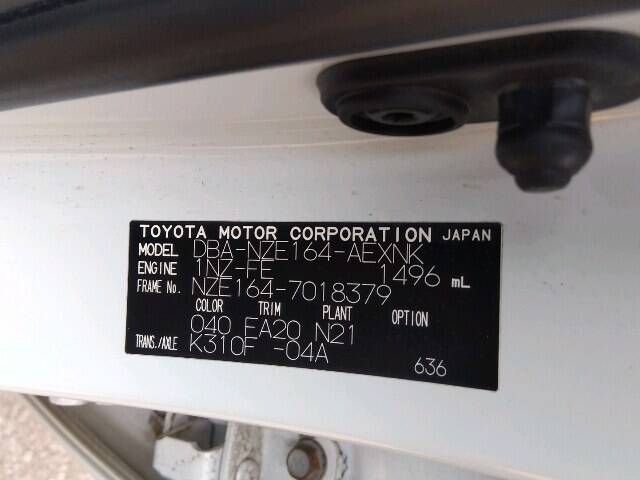 TOYOTA MOTOR CORPORATION JAPAN
MODEL DBA-NZE164-AEXNK
ENGINE 1NZ-FE 1496 mL
FRAME No. NZE164-7018379
COLOR TRIM PLANT OPTION
040 FA20 N21
TRANS./AXLE K310F -04A
636